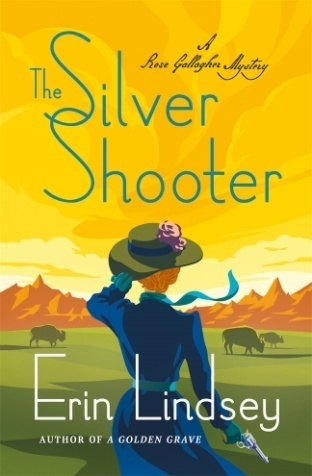 A
Rose Gallagher Mystery
The
Silver
Shooter
Erin Lindsey
AUTHOR OF A GOLDEN GRAVE